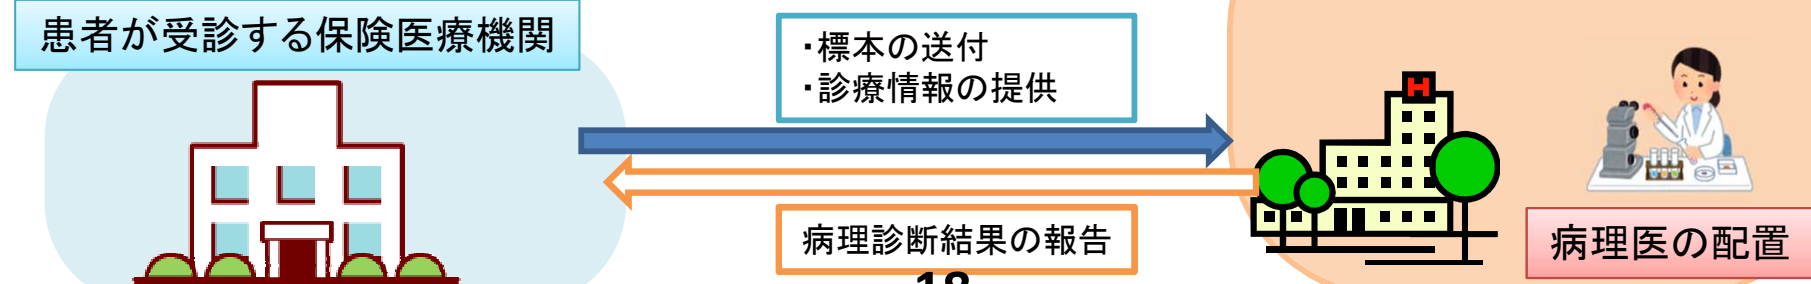 患者が受診する保険医療機関
・標本の送付
・診療情報の提供
H
病理診断結果の報告
病理医の配置
18